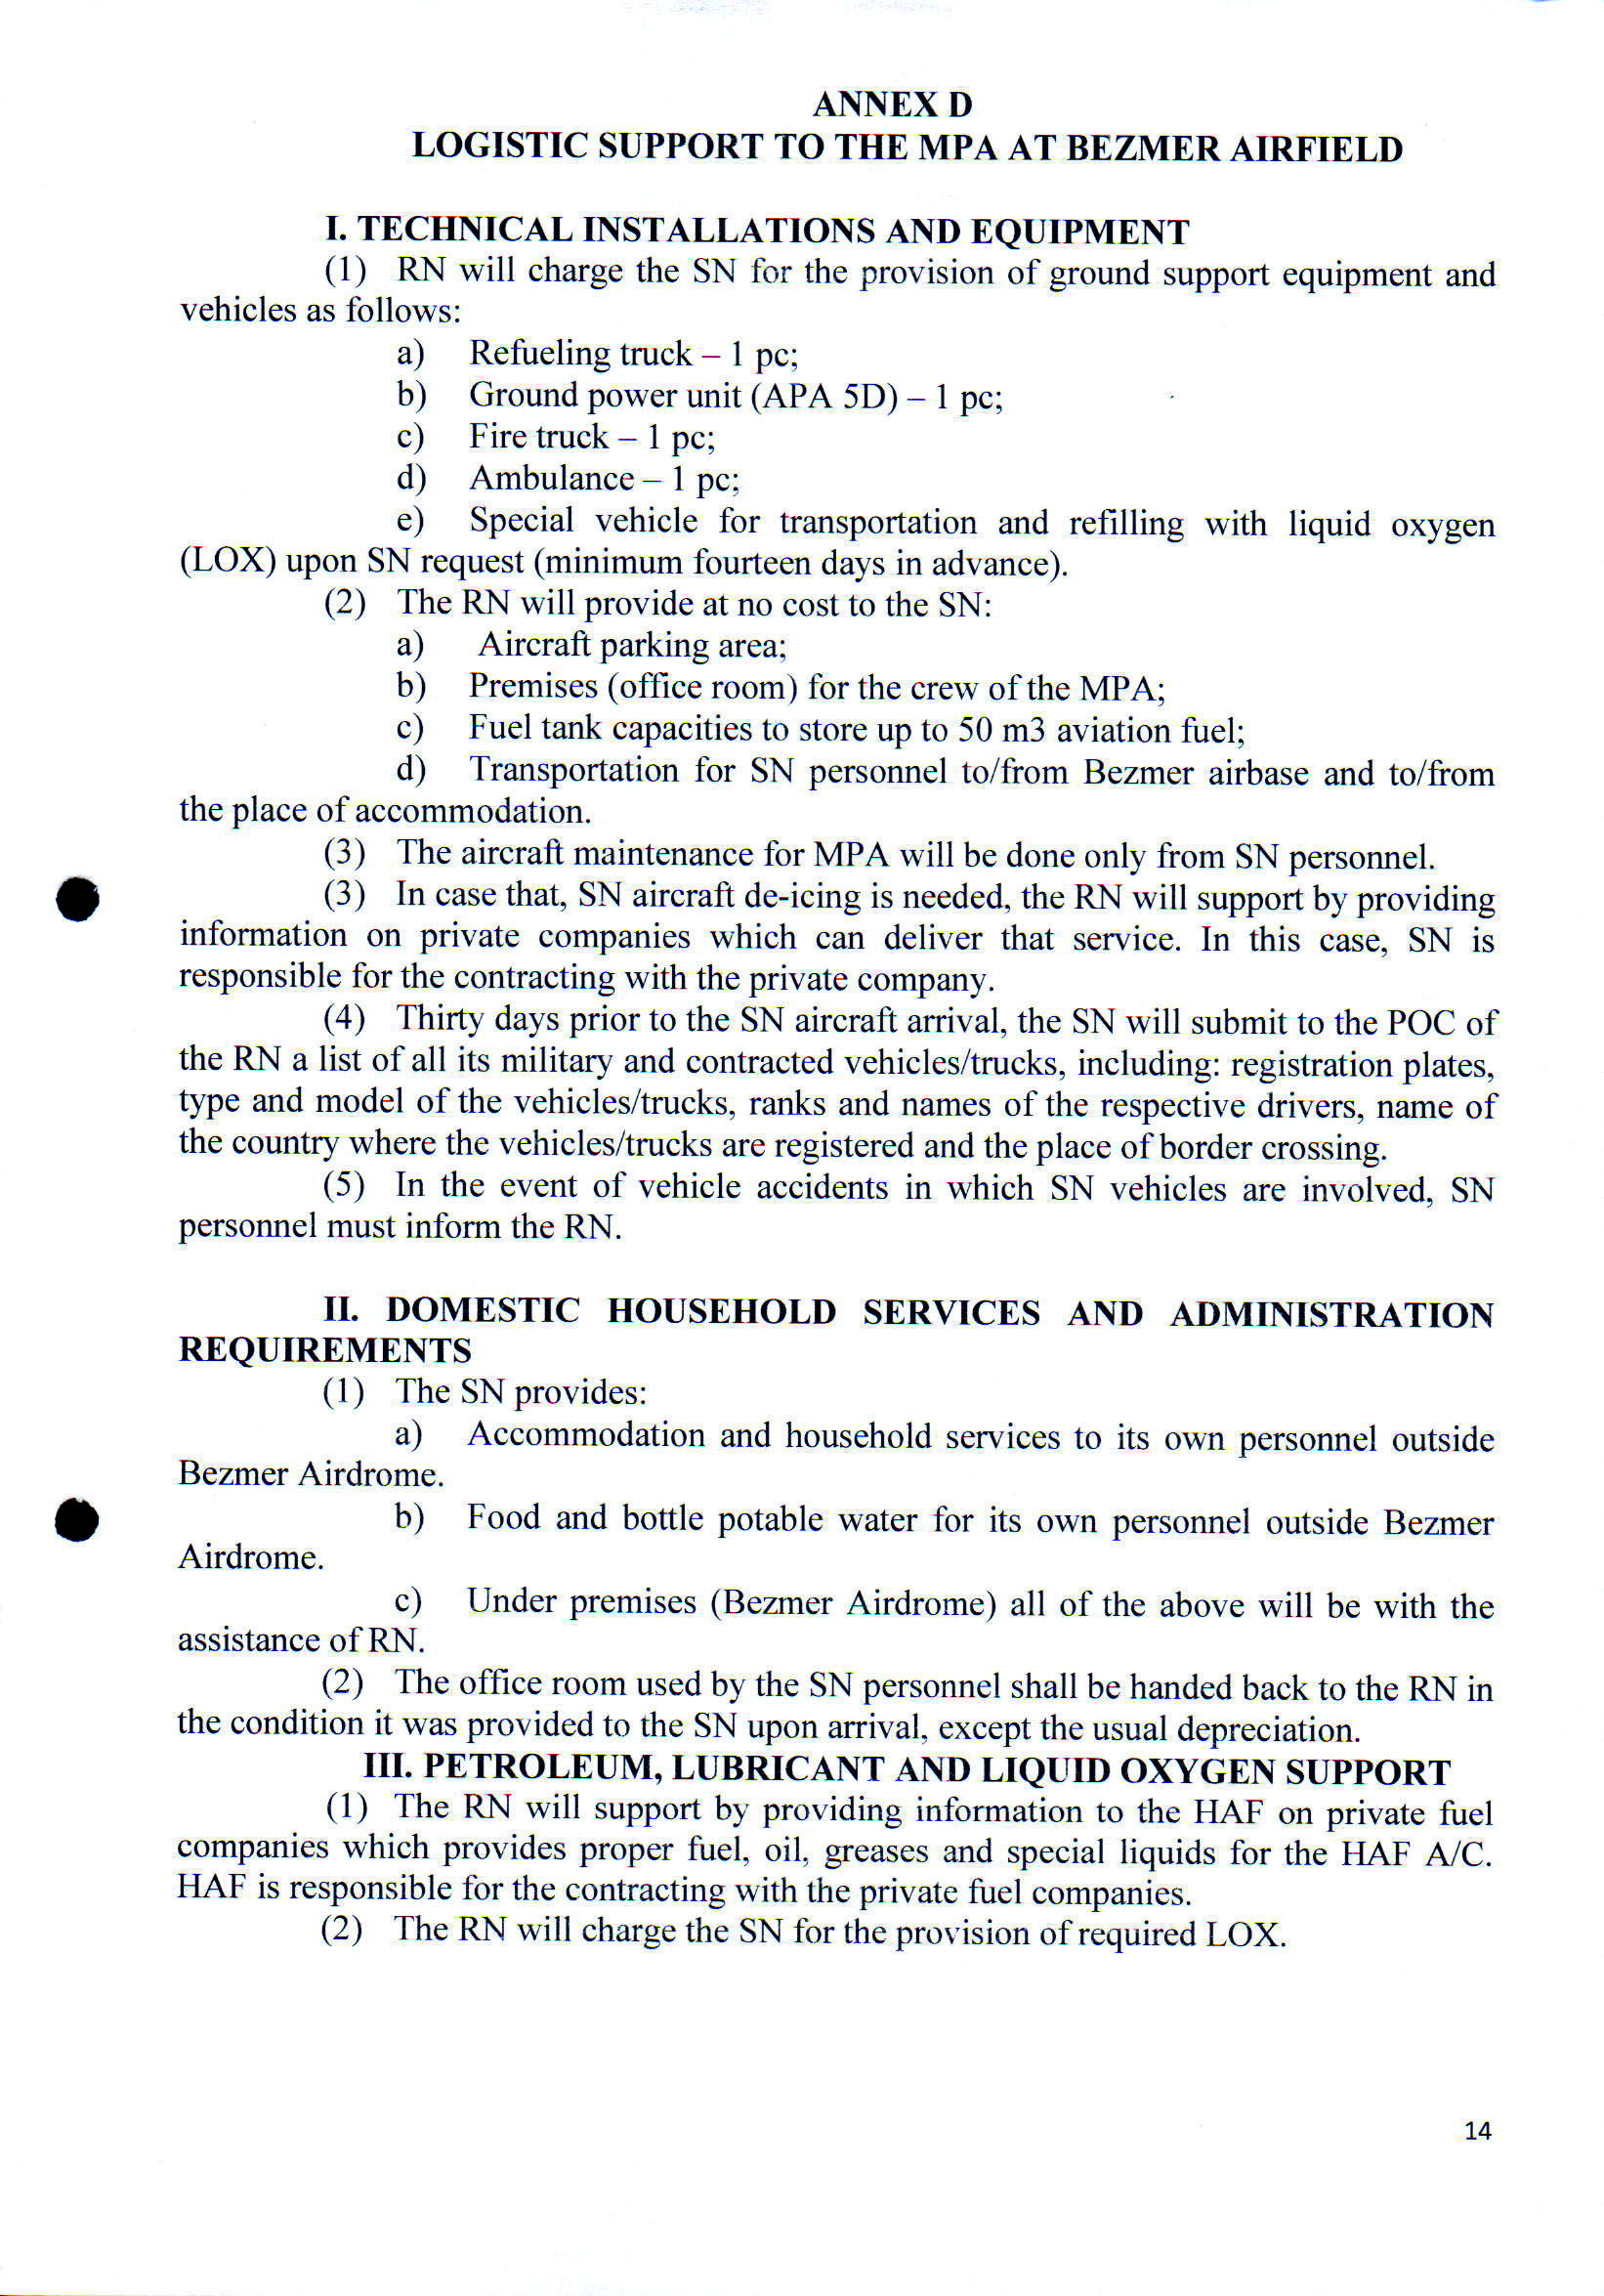 ANNEX D
LOGISTIC SUPPORT TO THE MPA AT BEZMER AIRFIELD
I. TECHNICAL INSTALLATIONS AND EQUIPMENT
(1) RN will charge the SN for the provision of ground support equipment and
vehicles as follows:
a) Refueling truck – 1 pc;
b) Ground power unit (APA 5D) – 1 pc;
c) Fire truck – 1 pc;
d) Ambulance – 1 pc;
e) Special vehicle for transportation and refilling with liquid oxygen
(LOX) upon SN request (minimum fourteen days in advance).
(2) The RN will provide at no cost to the SN:
a) Aircraft parking area;
b) Premises (office room) for the crew of the MPA;
c) Fuel tank capacities to store up to 50 m3 aviation fuel;
d) Transportation for SN personnel to/from Bezmer airbase and to/from
the place of accommodation.
(3) The aircraft maintenance for MPA will be done only from SN personnel.
(3) In case that, SN aircraft de-icing is needed, the RN will support by providing
information on private companies which can deliver that service. In this case, SN is
responsible for the contracting with the private company.
(4) Thirty days prior to the SN aircraft arrival, the SN will submit to the POC of
the RN a list of all its military and contracted vehicles/trucks, including: registration plates,
type and model of the vehicles/trucks, ranks and names of the respective drivers, name of
the country where the vehicles/trucks are registered and the place of border crossing.
(5) In the event of vehicle accidents in which SN vehicles are involved, SN
personnel must inform the RN.
II. DOMESTIC HOUSEHOLD SERVICES AND ADMINISTRATION
REQUIREMENTS
(1) The SN provides:
a) Accommodation and household services to its own personnel outside
Bezmer Airdrome.
b) Food and bottle potable water for its own personnel outside Bezmer
Airdrome.
c) Under premises (Bezmer Airdrome) all of the above will be with the
assistance of RN.
(2) The office room used by the SN personnel shall be handed back to the RN in
the condition it was provided to the SN upon arrival, except the usual depreciation.
III. PETROLEUM, LUBRICANT AND LIQUID OXYGEN SUPPORT
(1) The RN will support by providing information to the HAF on private fuel
companies which provides proper fuel, oil, greases and special liquids for the HAF A/C.
HAF is responsible for the contracting with the private fuel companies.
(2) The RN will charge the SN for the provision of required LOX.
14